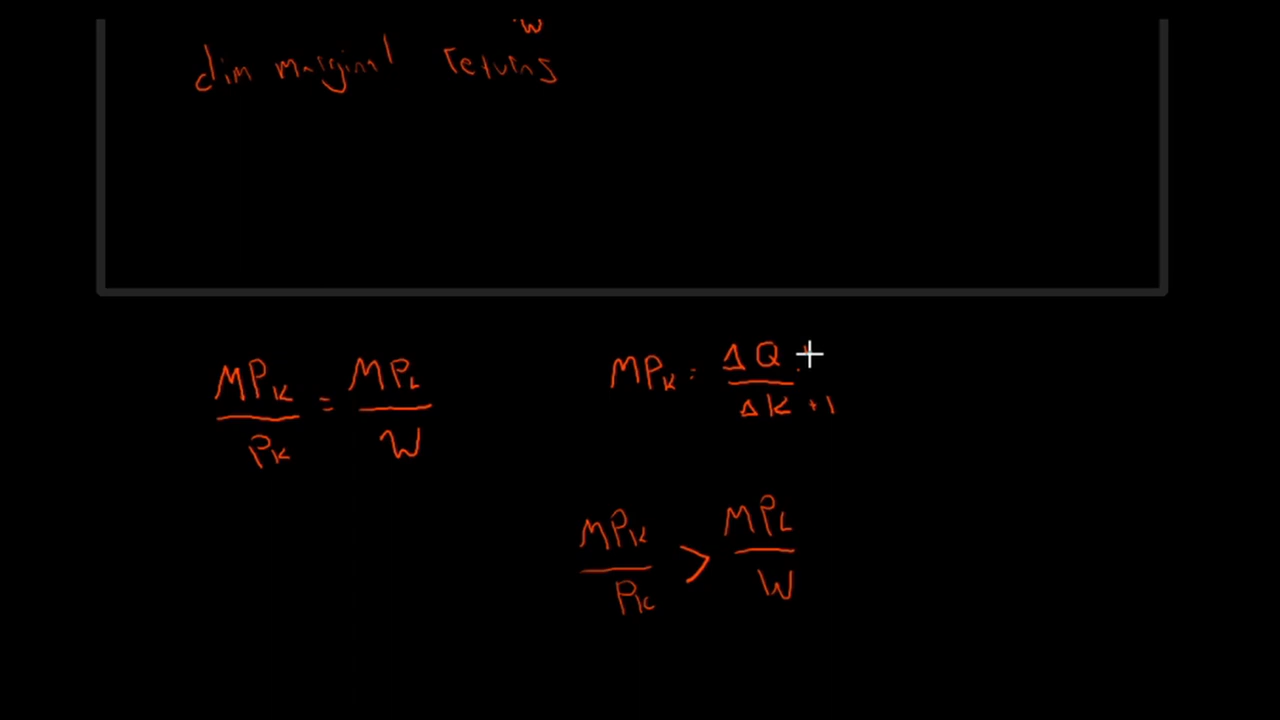 w
dim marginal returns
MPK / PK = MPL / W
MPK = ΔQ / ΔK +1
MPK / PK > MPL / W